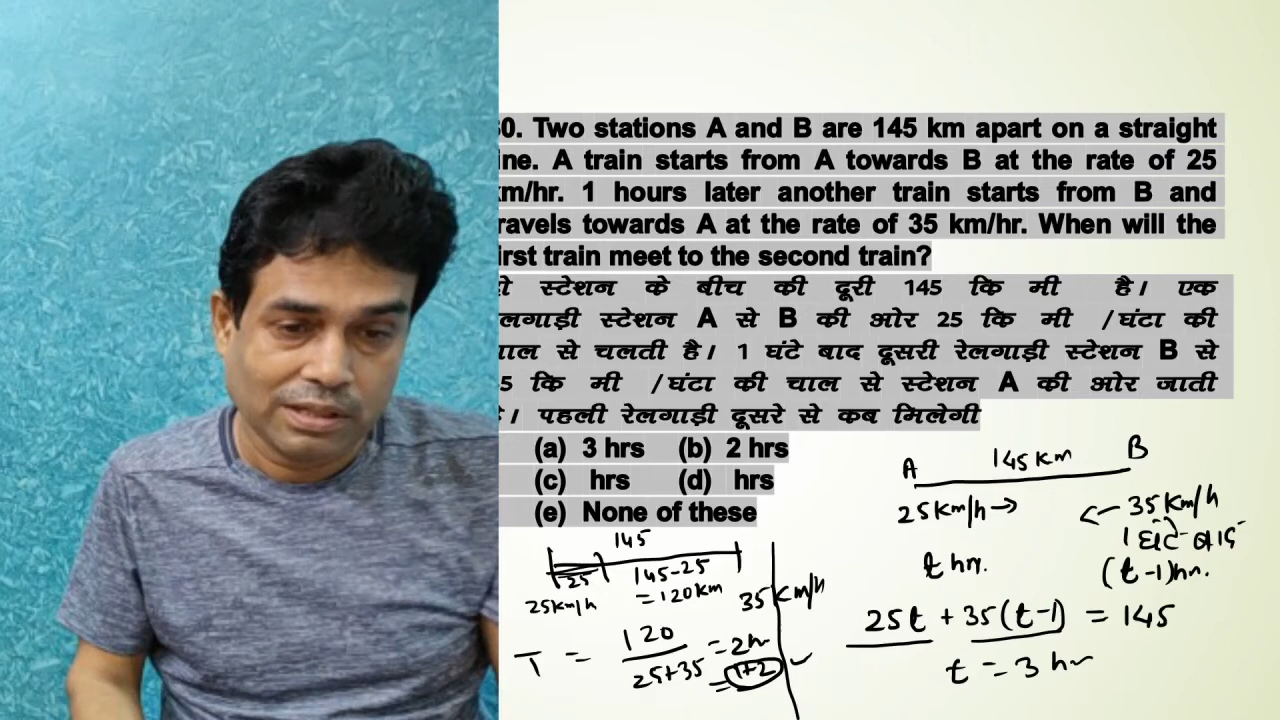 30. Two stations A and B are 145 km apart on a straight
ine. A train starts from A towards B at the rate of 25
km/hr. 1 hours later another train starts from B and
ravels towards A at the rate of 35 km/hr. When will the
irst train meet to the second train?
स्टेशन के बीच की दूरी 145 कि मी है। एक
लगाड़ी स्टेशन A से B की ओर 25 कि मी /घंटा की
ाल से चलती है। 1 घंटे बाद दूसरी रेलगाड़ी स्टेशन B से
5 कि मी /घंटा की चाल से स्टेशन A की ओर जाती
। पहली रेलगाड़ी दूसरे से कब मिलेगी
(a) 3 hrs (b) 2 hrs
(c) hrs (d) hrs
(e) None of these
A 145 Km B
25 Km/h → ← 35 Km/h
1 घंटे बाद
t hr. (t-1) hr.
25t + 35(t-1) = 145
t = 3 hr
145
25 145-25
25 km/h = 120 km 35 km/h
T = 120/(25+35) = 2 hr
= 1+2